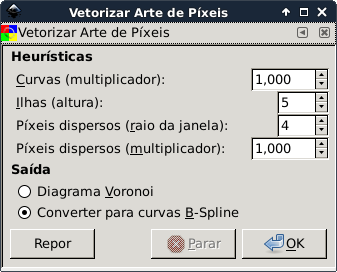 Vetorizar Arte de Píxeis
Vetorizar Arte de Píxeis
Heurísticas
Curvas (multiplicador): 1,000
Ilhas (altura): 5
Píxeis dispersos (raio da janela): 4
Píxeis dispersos (multiplicador): 1,000
Saída
Diagrama Voronoi
Converter para curvas B-Spline
Repor Parar OK